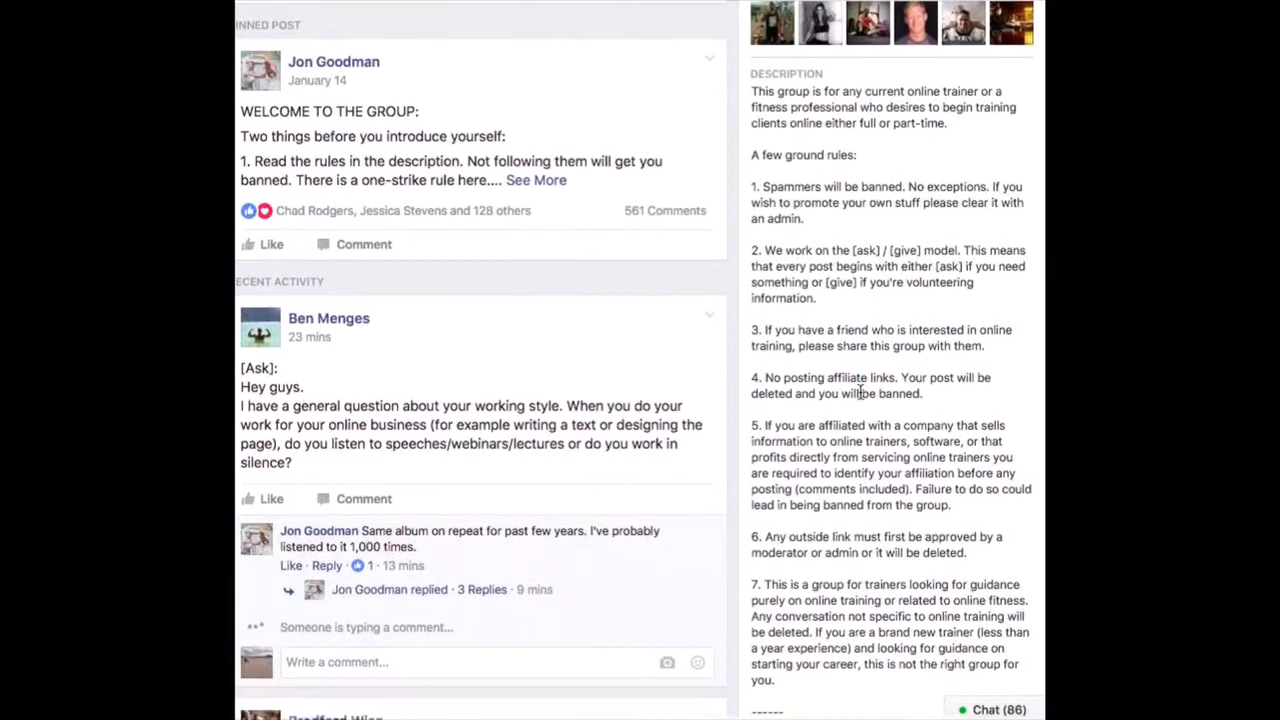 INNED POST
Jon Goodman
January 14
WELCOME TO THE GROUP:
Two things before you introduce yourself:
1. Read the rules in the description. Not following them will get you
banned. There is a one-strike rule here.... See More
Chad Rodgers, Jessica Stevens and 128 others
561 Comments
Like
Comment
ECENT ACTIVITY
Ben Menges
23 mins
[Ask]:
Hey guys.
I have a general question about your working style. When you do your
work for your online business (for example writing a text or designing the
page), do you listen to speeches/webinars/lectures or do you work in
silence?
Like
Comment
Jon Goodman Same album on repeat for past few years. I've probably
listened to it 1,000 times.
Like · Reply · 1 · 13 mins
Jon Goodman replied · 3 Replies · 9 mins
Someone is typing a comment...
Write a comment...
DESCRIPTION
This group is for any current online trainer or a
fitness professional who desires to begin training
clients online either full or part-time.
A few ground rules:
1. Spammers will be banned. No exceptions. If you
wish to promote your own stuff please clear it with
an admin.
2. We work on the [ask] / [give] model. This means
that every post begins with either [ask] if you need
something or [give] if you're volunteering
information.
3. If you have a friend who is interested in online
training, please share this group with them.
4. No posting affiliate links. Your post will be
deleted and you will be banned.
5. If you are affiliated with a company that sells
information to online trainers, software, or that
profits directly from servicing online trainers you
are required to identify your affiliation before any
posting (comments included). Failure to do so could
lead in being banned from the group.
6. Any outside link must first be approved by a
moderator or admin or it will be deleted.
7. This is a group for trainers looking for guidance
purely on online training or related to online fitness.
Any conversation not specific to online training will
be deleted. If you are a brand new trainer (less than
a year experience) and looking for guidance on
starting your career, this is not the right group for
you.
------
Chat (86)